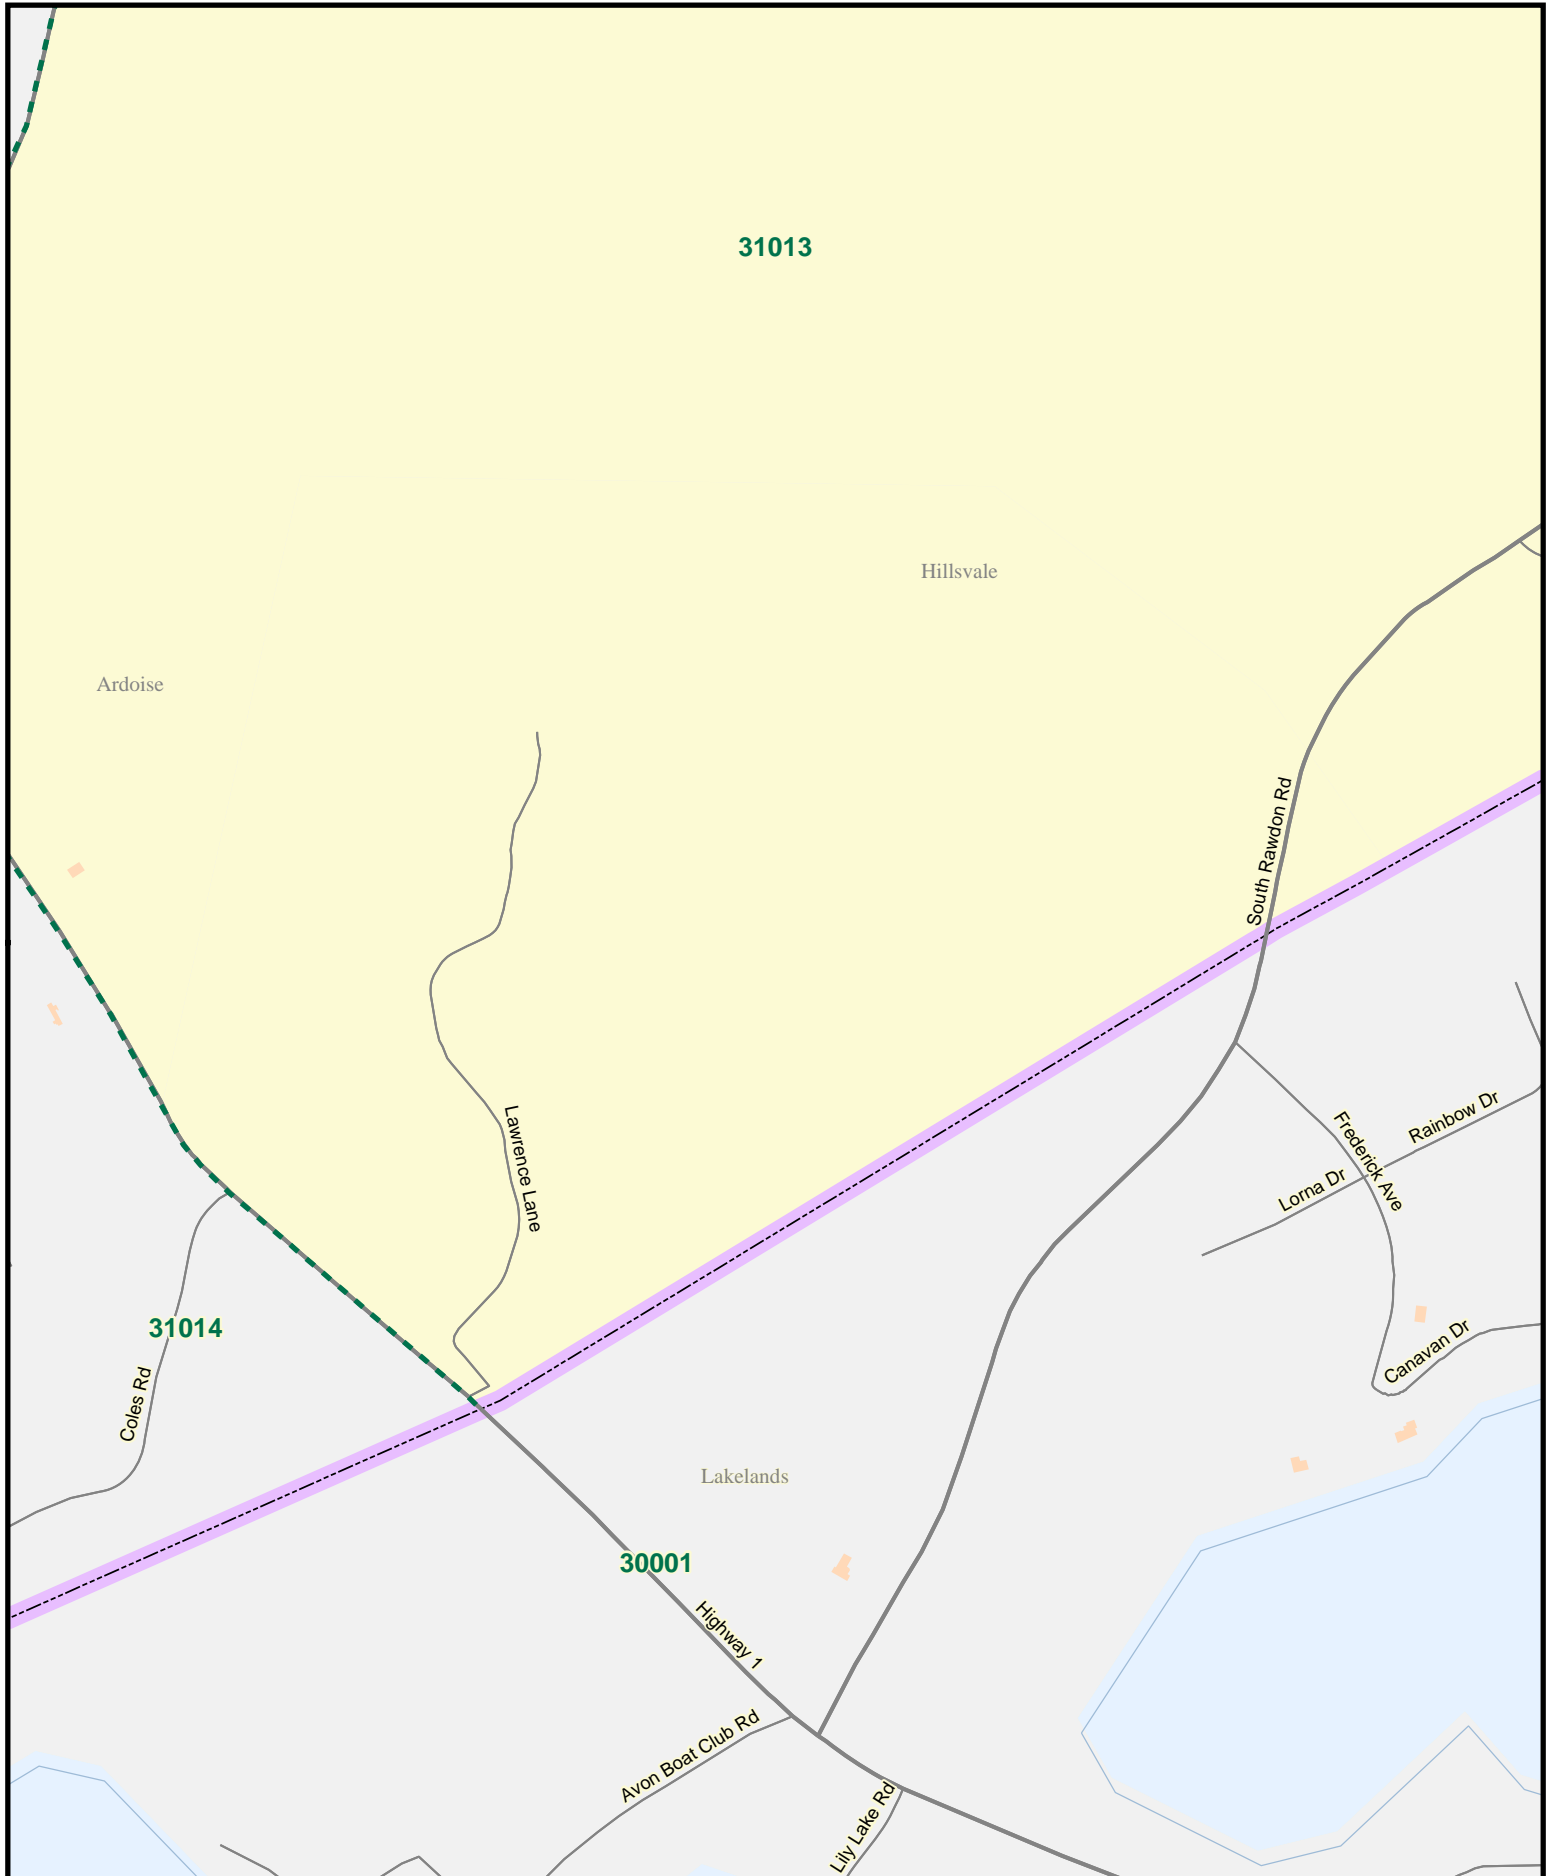 31013
Hillsvale
Ardoise
South Rawdon Rd
Lawrence Lane
Rainbow Dr
Frederick Ave
Lorna Dr
31014
Coles Rd
Canavan Dr
Lakelands
30001
Highway 1
Avon Boat Club Rd
Lily Lake Rd